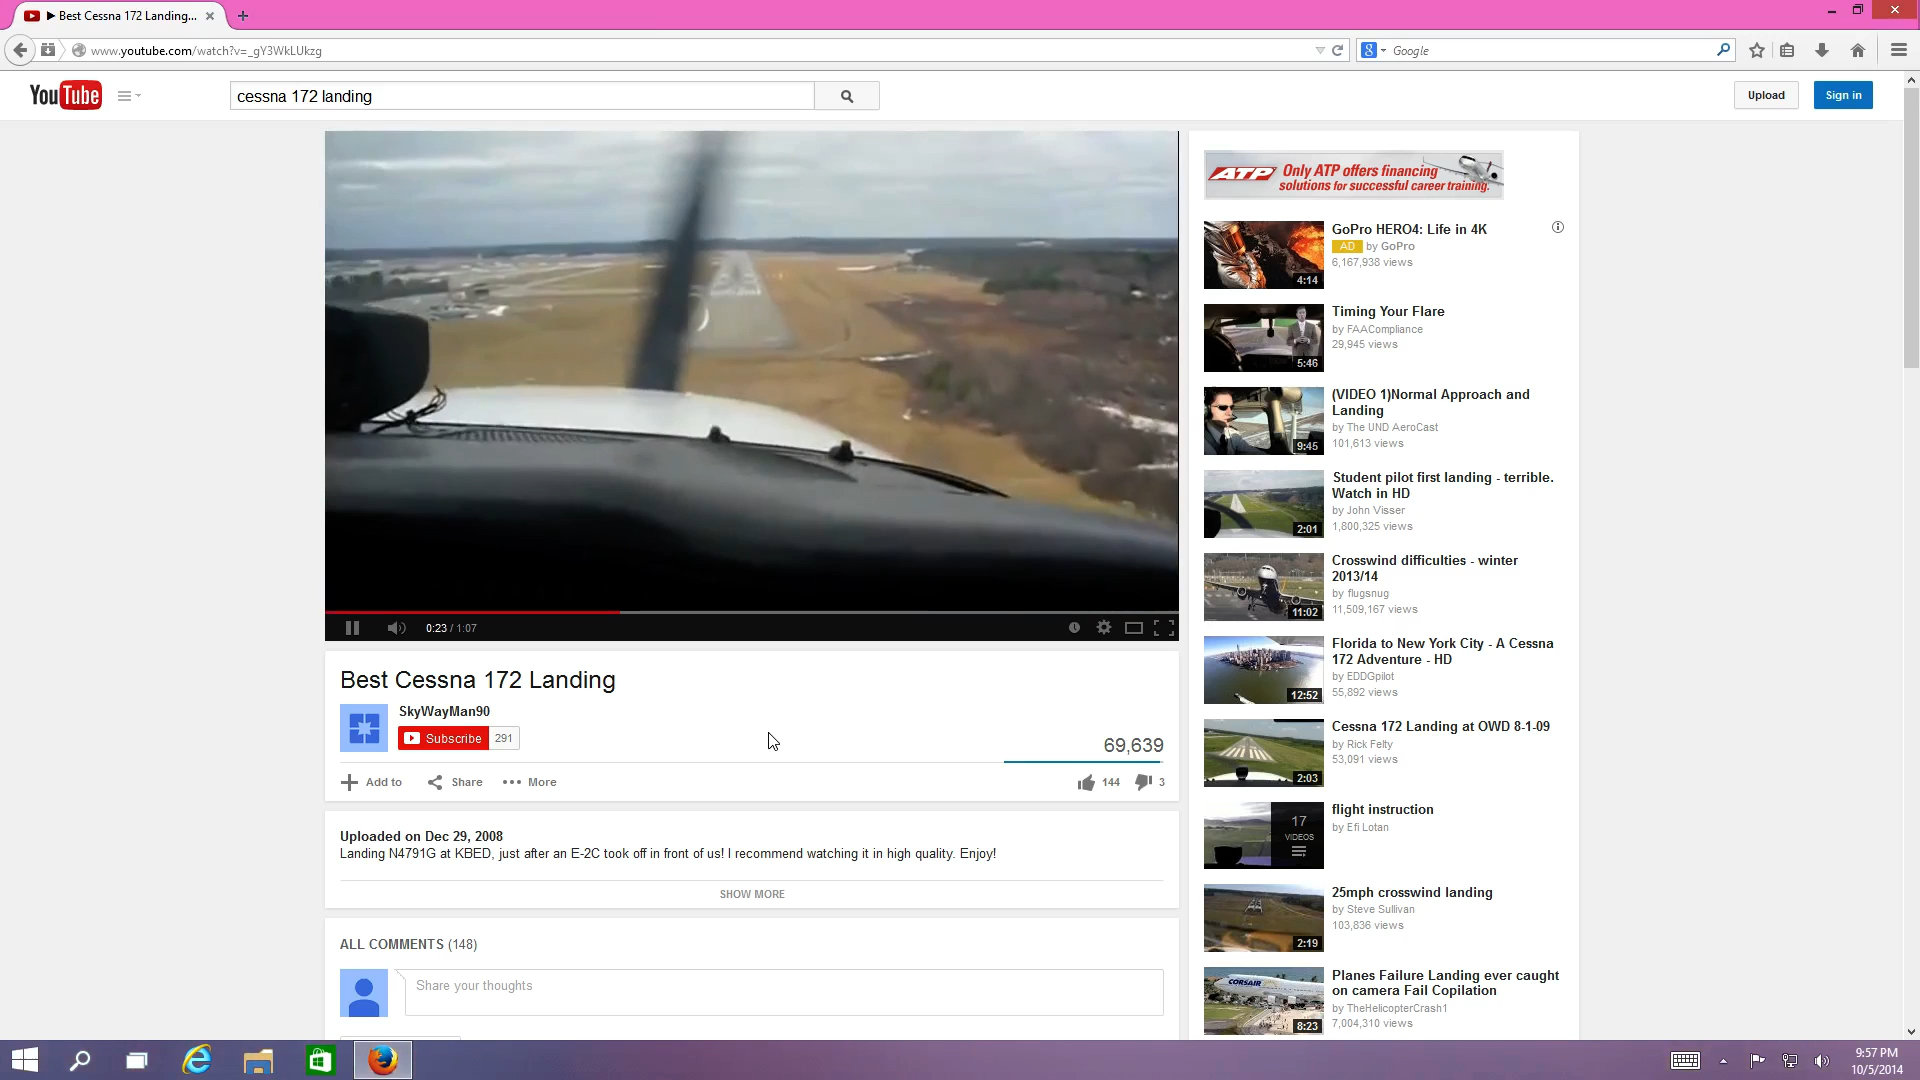 ▶ Best Cessna 172 Landing...
www.youtube.com/watch?v=_gY3WkLUkzg
Google
YouTube
cessna 172 landing
Upload
Sign in
ATP Only ATP offers financing
solutions for successful career training.
GoPro HERO4: Life in 4K
AD by GoPro
6,167,938 views
4:14
Timing Your Flare
by FAACompliance
29,945 views
5:46
(VIDEO 1)Normal Approach and
Landing
by The UND AeroCast
101,613 views
9:45
Student pilot first landing - terrible.
Watch in HD
by John Visser
1,800,325 views
2:01
Crosswind difficulties - winter
2013/14
by flugsnug
11,509,167 views
11:02
Florida to New York City - A Cessna
172 Adventure - HD
by EDDGpilot
55,892 views
12:52
Cessna 172 Landing at OWD 8-1-09
by Rick Felty
53,091 views
2:03
flight instruction
by Efi Lotan
17
VIDEOS
25mph crosswind landing
by Steve Sullivan
103,836 views
2:19
Planes Failure Landing ever caught
on camera Fail Copilation
by TheHelicopterCrash1
7,004,310 views
CORSAIR
8:23
0:23 / 1:07
Best Cessna 172 Landing
SkyWayMan90
Subscribe 291
69,639
Add to Share More
144 3
Uploaded on Dec 29, 2008
Landing N4791G at KBED, just after an E-2C took off in front of us! I recommend watching it in high quality. Enjoy!
SHOW MORE
ALL COMMENTS (148)
Share your thoughts
9:57 PM
10/5/2014